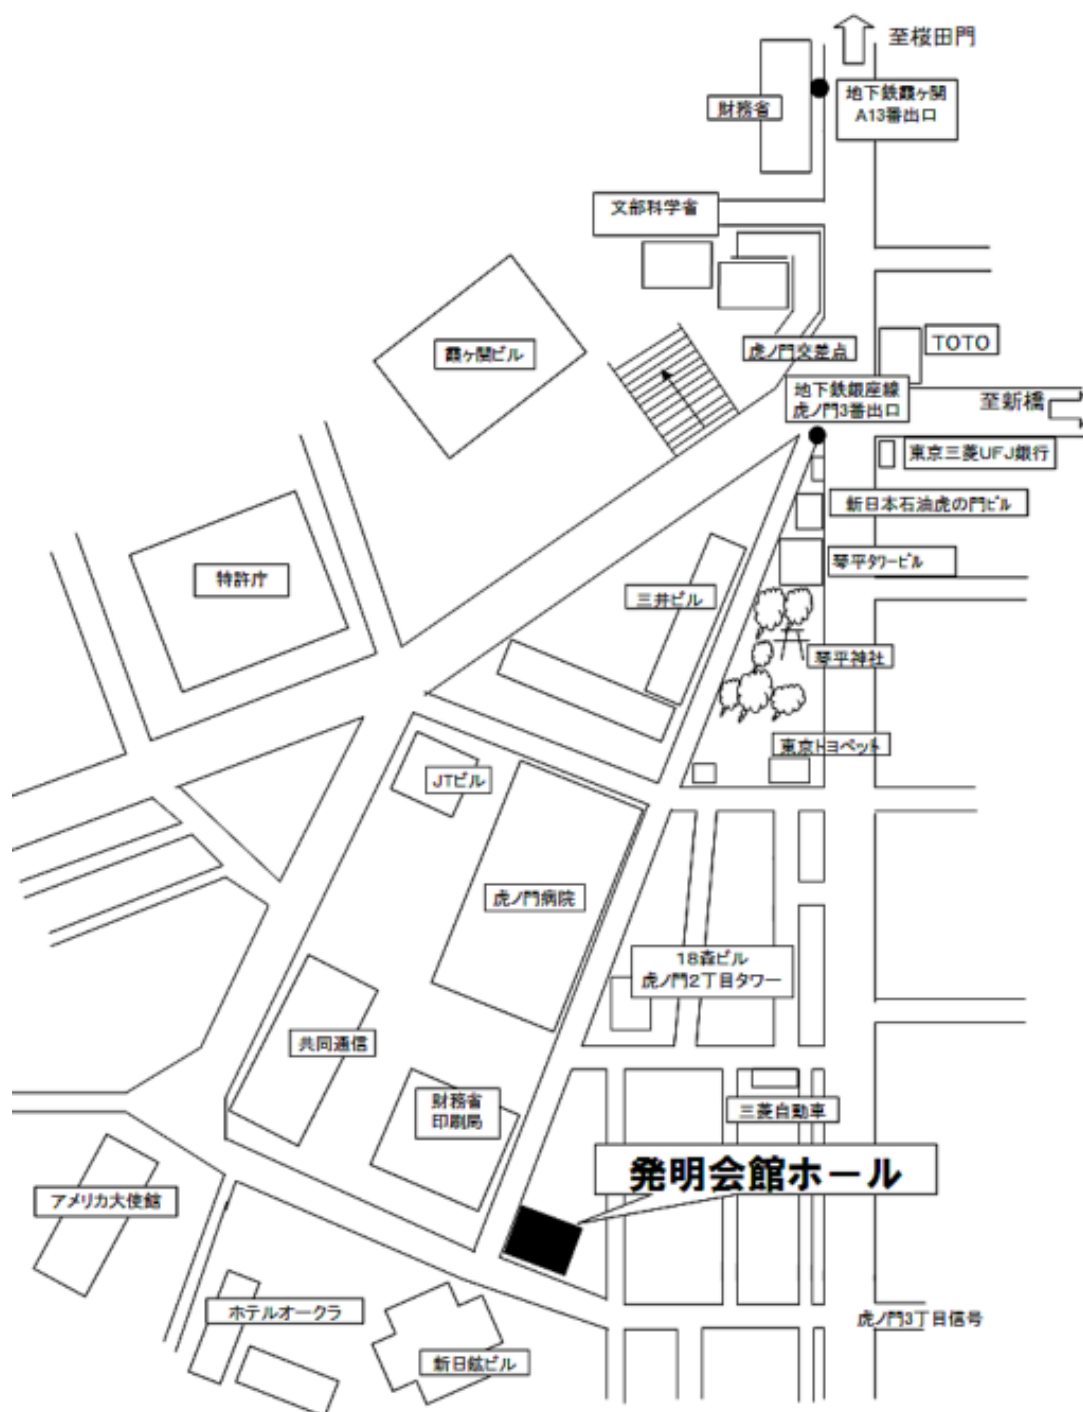 至桜田門
地下鉄霞ヶ関
A13番出口
財務省
文部科学省
霞ヶ関ビル
虎ノ門交差点
TOTO
地下鉄銀座線
虎ノ門3番出口
至新橋
東京三菱UFJ銀行
新日本石油虎の門ビル
琴平タワービル
特許庁
三井ビル
琴平神社
東京トヨペット
JTビル
虎ノ門病院
18森ビル
虎ノ門2丁目タワー
共同通信
財務省
印刷局
三菱自動車
発明会館ホール
アメリカ大使館
ホテルオークラ
虎ノ門3丁目信号
新日鉱ビル